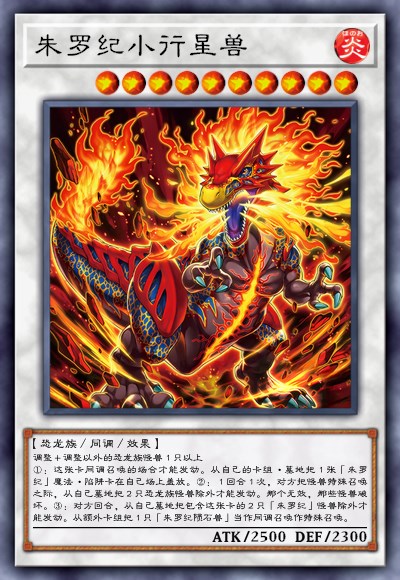 朱罗纪小行星兽
ほのお
炎
【恐龙族／同调／效果】
调整＋调整以外的恐龙族怪兽1只以上
①：这张卡同调召唤的场合才能发动。从自己的卡组·墓地把1张「朱罗
纪」魔法·陷阱卡在自己场上盖放。②：1回合1次，对方把怪兽特殊召唤
之际，从自己墓地把2只恐龙族怪兽除外才能发动。那个无效，那些怪兽破
坏。③：对方回合，从自己墓地把包含这张卡的2只「朱罗纪」怪兽除外才
能发动。从额外卡组把1只「朱罗纪陨石兽」当作同调召唤作特殊召唤。
ATK/2500 DEF/2300